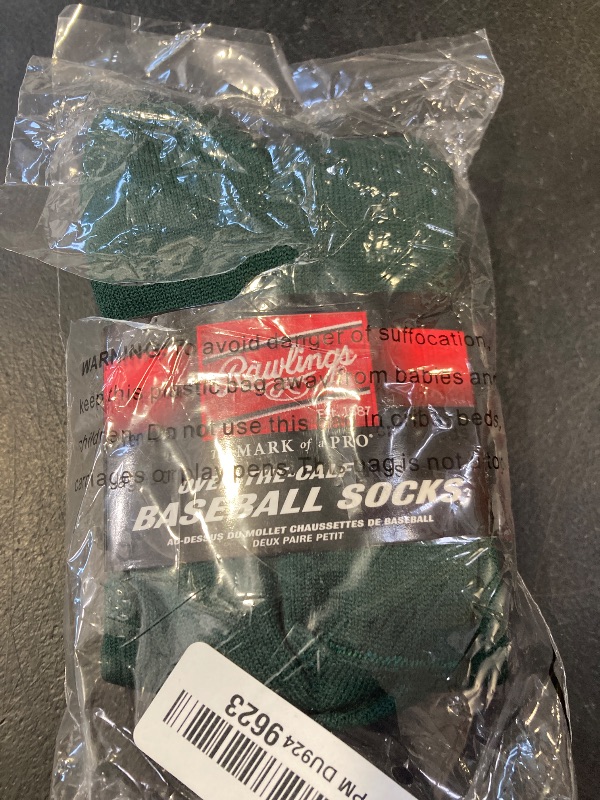 WARNING: To avoid danger of suffocation,
keep this plastic bag away from babies and
children. Do not use this in cribs, beds,
carriages or play pens. bag is not a toy
Rawlings
Est. 1887
MARK of a PRO®
OVER-THE-CALF
BASEBALL SOCKS
AU-DESSUS DU MOLLET CHAUSSETTES DE BASEBALL
DEUX PAIRE PETIT
PM DU924 9623